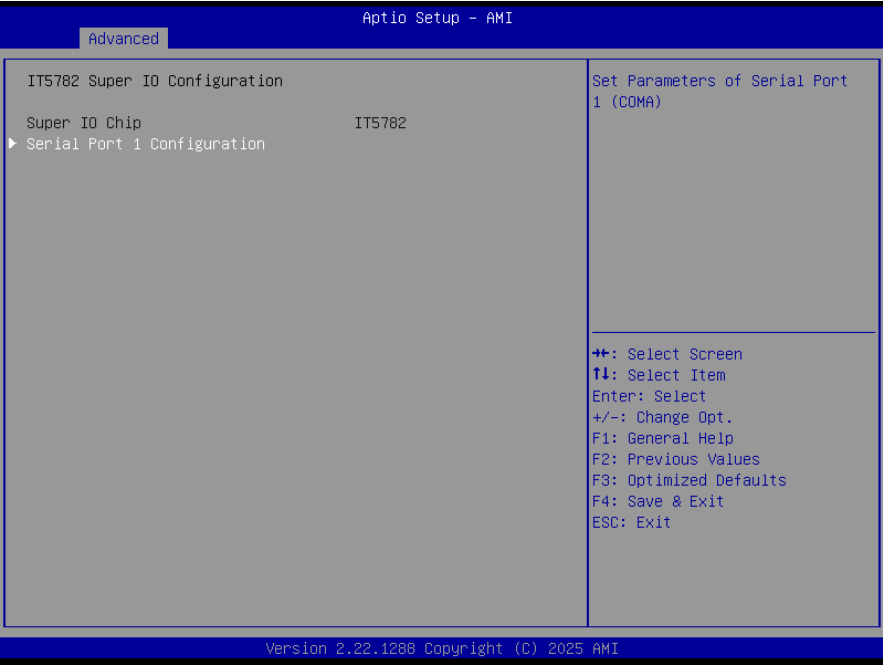 Aptio Setup – AMI
Advanced
IT5782 Super IO Configuration
Super IO Chip IT5782
Serial Port 1 Configuration
Set Parameters of Serial Port
1 (COMA)
→←: Select Screen
↑↓: Select Item
Enter: Select
+/-: Change Opt.
F1: General Help
F2: Previous Values
F3: Optimized Defaults
F4: Save & Exit
ESC: Exit
Version 2.22.1288 Copyright (C) 2025 AMI